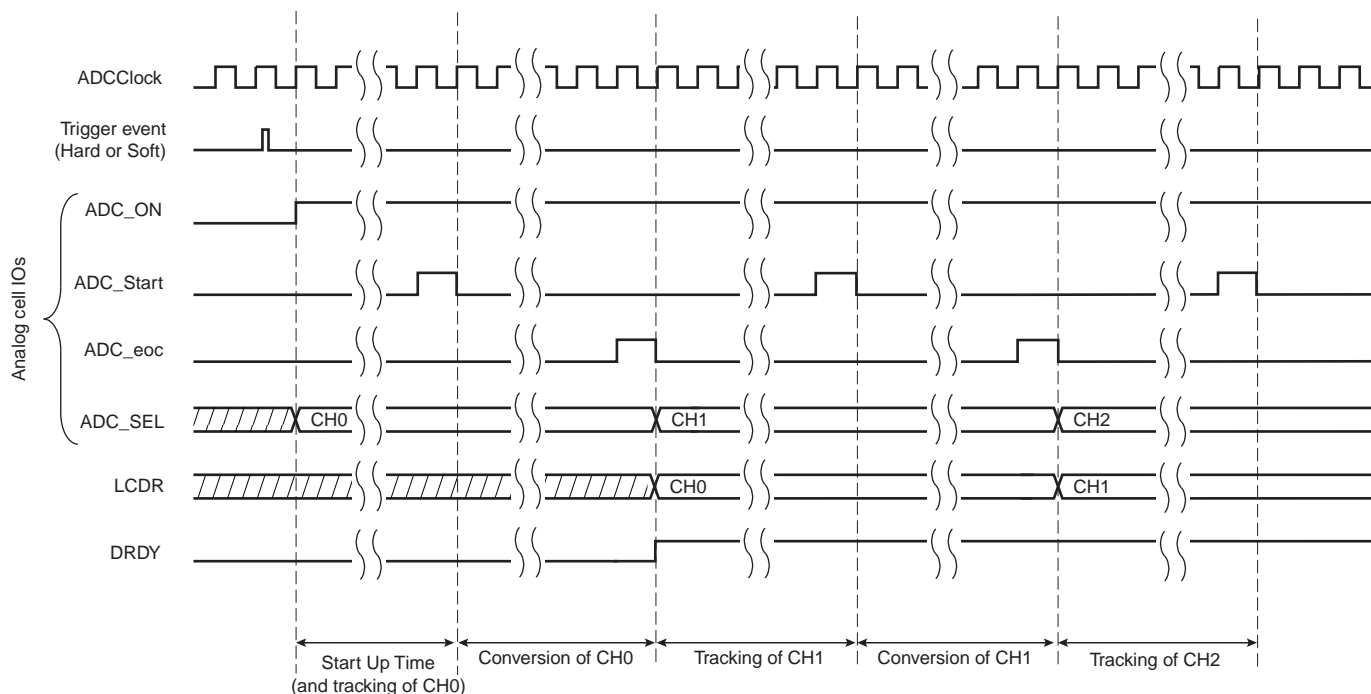 ADCClock
Trigger event
(Hard or Soft)
ADC_ON
ADC_Start
ADC_eoc
ADC_SEL
CH0
CH1
CH2
LCDR
CH0
CH1
DRDY
Analog cell IOs
Start Up Time
(and tracking of CH0)
Conversion of CH0
Tracking of CH1
Conversion of CH1
Tracking of CH2